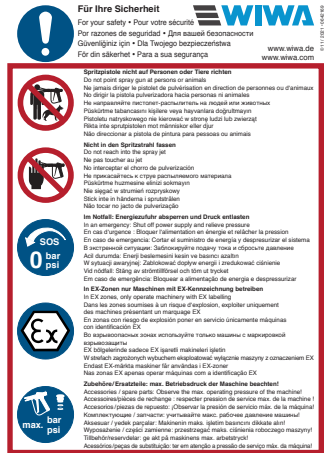 Für Ihre Sicherheit
For your safety • Pour votre sécurité
Por razones de seguridad • Для вашей безопасности
Güvenliğiniz için • Dla Twojego bezpieczeństwa
För din säkerhet • Para a sua segurança
WIWA
www.wiwa.de
www.wiwa.com
Spritzpistole nicht auf Personen oder Tiere richten
Do not point spray gun at persons or animals
Ne jamais diriger le pistolet de pulvérisation en direction de personnes ou d'animaux
No dirigir la pistola pulverizadora hacia personas ni animales
Не направляйте пистолет-распылитель на людей или животных
Püskürtme tabancasını kişilere veya hayvanlara doğrultmayın
Pistoletu natryskowego nie kierować w stronę ludzi lub zwierząt
Rikta inte sprutpistolen mot människor eller djur
Não direccionar a pistola de pintura para pessoas ou animais
Nicht in den Spritzstrahl fassen
Do not reach into the spray jet
Ne pas toucher au jet
No interceptar el chorro de pulverización
Не прикасайтесь к струе распыляемого материала
Püskürtme huzmesine elinizi sokmayın
Nie sięgać w strumień rozpryskowy
Stick inte in händerna i sprutstrålen
Não tocar no jacto de pulverização
SOS
0 bar
psi
Im Notfall: Energiezufuhr absperren und Druck entlasten
In an emergency: Shut off power supply and relieve pressure
En cas d'urgence : Bloquer l'alimentation en énergie et relâcher la pression
En caso de emergencia: Cortar el suministro de energía y despresurizar el sistema
В экстренной ситуации: Заблокируйте подачу тока и сбросьте давление
Acil durumda: Enerji beslemesini kesin ve basıncı azaltın
W sytuacji awaryjnej: Zablokować dopływ energii i zredukować ciśnienie
Vid nödfall: Stäng av strömtillförseln och töm ut trycket
Em caso de emergência: Bloquear a alimentação de energia e despressurizar
Ex
In EX-Zonen nur Maschinen mit EX-Kennzeichnung betreiben
In EX zones, only operate machinery with EX labeling
Dans les zones soumises à un risque d'explosion, exploiter uniquement
des machines présentant un marquage EX
En zonas con riesgo de explosión poner en servicio únicamente máquinas
con identificación EX
Во взрывоопасных зонах используйте только машины с маркировкой
взрывозащиты
EX bölgelerinde sadece EX işaretli makineleri işletin
W strefach zagrożonych wybuchem eksploatować wyłącznie maszyny z oznaczeniem EX
Endast EX-märkta maskiner får användas i EX-zoner
Nas zonas EX apenas operar máquinas com a identificação EX
max. bar
psi
Zubehöre/Ersatzteile: max. Betriebsdruck der Maschine beachten!
Accessories / spare parts: Observe the max. operating pressure of the machine!
Accessoires/pièces de rechange : respecter pression de service max. de la machine !
Accesorios/piezas de repuesto: ¡Observar la presión de servicio máx. de la máquina!
Комплектующие / запчасти: учитывайте макс. рабочее давление машины!
Aksesuar / yedek parçalar: Makinenin maks. işletim basıncını dikkate alın!
Wyposażenie / części zamienne: przestrzegać maks. ciśnienia roboczego maszyny!
Tillbehör/reservdelar: ge akt på maskinens max. arbetstryck!
Acessórios/peças de substituição: ter em atenção a pressão de serviço máx. da máquina!